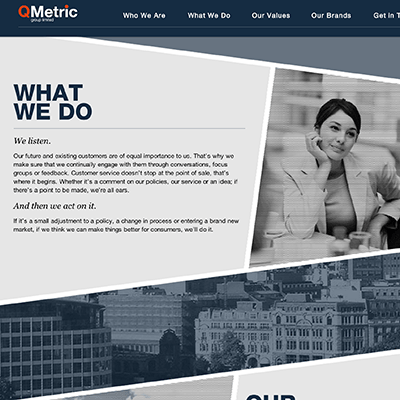 QMetric
group limited
Who We Are
What We Do
Our Values
Our Brands
Get in T
WHAT
WE DO
We listen.
Our future and existing customers are of equal importance to us. That's why we
make sure that we continually engage with them through conversations, focus
groups or feedback. Customer service doesn't stop at the point of sale, that's
where it begins. Whether it's a comment on our policies, our service or an idea; if
there's a point to be made, we're all ears.
And then we act on it.
If it's a small adjustment to a policy, a change in process or entering a brand new
market, if we think we can make things better for consumers, we'll do it.
OUR